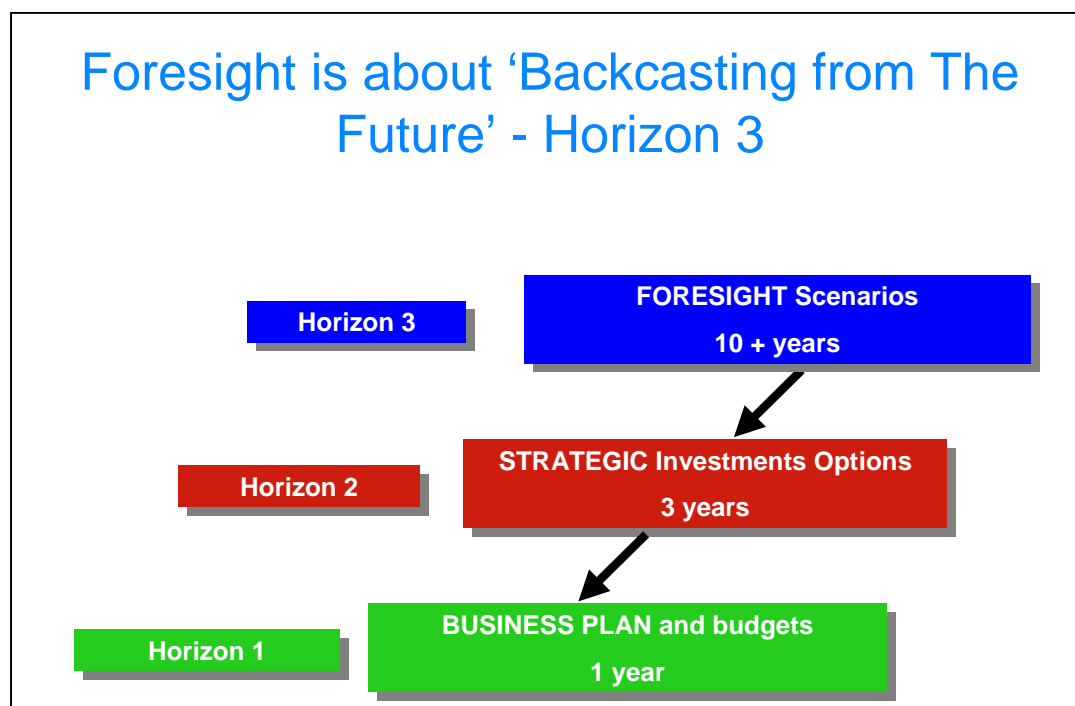 Foresight is about ‘Backcasting from The
Future’ - Horizon 3
Horizon 3
FORESIGHT Scenarios
10 + years
Horizon 2
STRATEGIC Investments Options
3 years
Horizon 1
BUSINESS PLAN and budgets
1 year